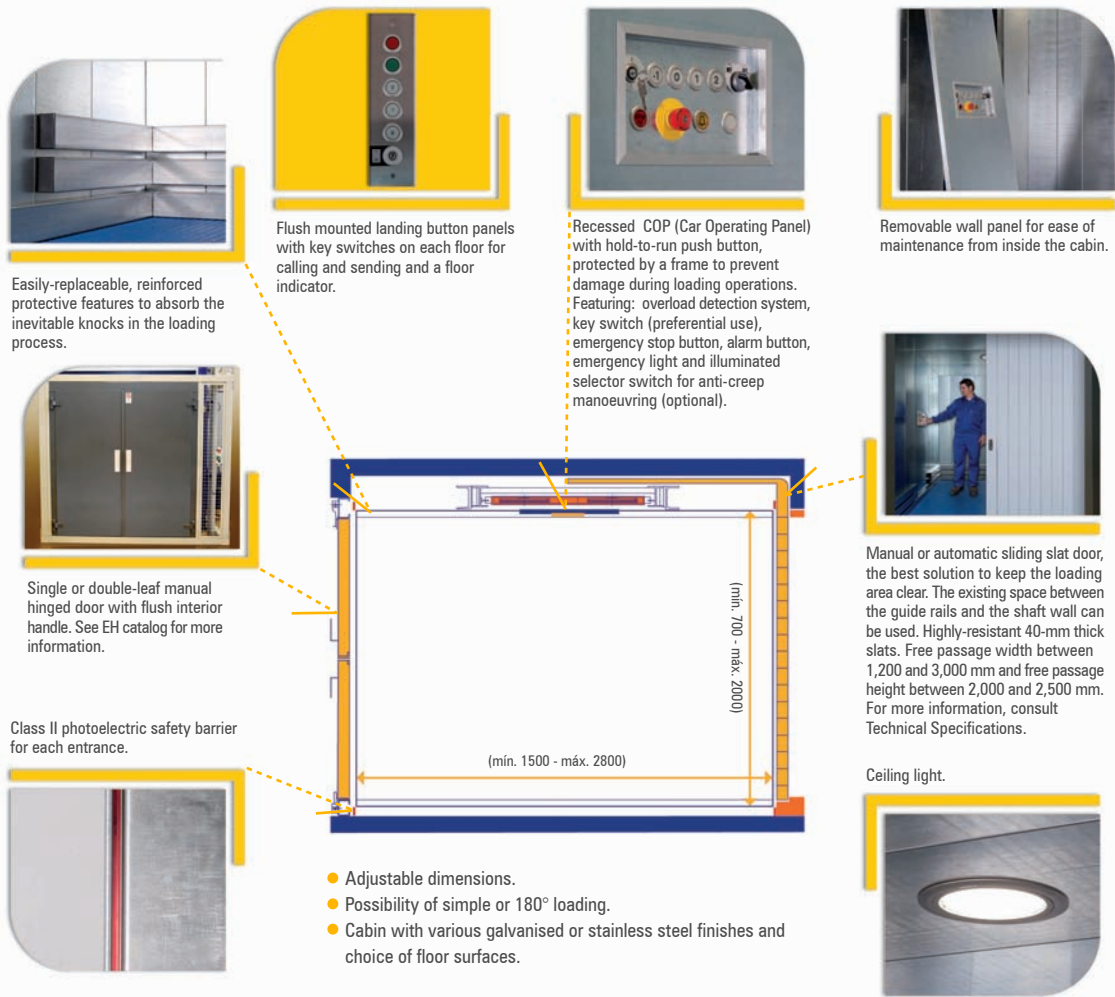 Flush mounted landing button panels
with key switches on each floor for
calling and sending and a floor
indicator.
-1 0 1 2
Recessed COP (Car Operating Panel)
with hold-to-run push button,
protected by a frame to prevent
damage during loading operations.
Featuring: overload detection system,
key switch (preferential use),
emergency stop button, alarm button,
emergency light and illuminated
selector switch for anti-creep
manoeuvring (optional).
Removable wall panel for ease of
maintenance from inside the cabin.
Easily-replaceable, reinforced
protective features to absorb the
inevitable knocks in the loading
process.
Single or double-leaf manual
hinged door with flush interior
handle. See EH catalog for more
information.
Manual or automatic sliding slat door,
the best solution to keep the loading
area clear. The existing space between
the guide rails and the shaft wall can
be used. Highly-resistant 40-mm thick
slats. Free passage width between
1,200 and 3,000 mm and free passage
height between 2,000 and 2,500 mm.
For more information, consult
Technical Specifications.
(mín. 700 - máx. 2000)
(mín. 1500 - máx. 2800)
Class II photoelectric safety barrier
for each entrance.
Ceiling light.
Adjustable dimensions.
Possibility of simple or 180° loading.
Cabin with various galvanised or stainless steel finishes and
choice of floor surfaces.